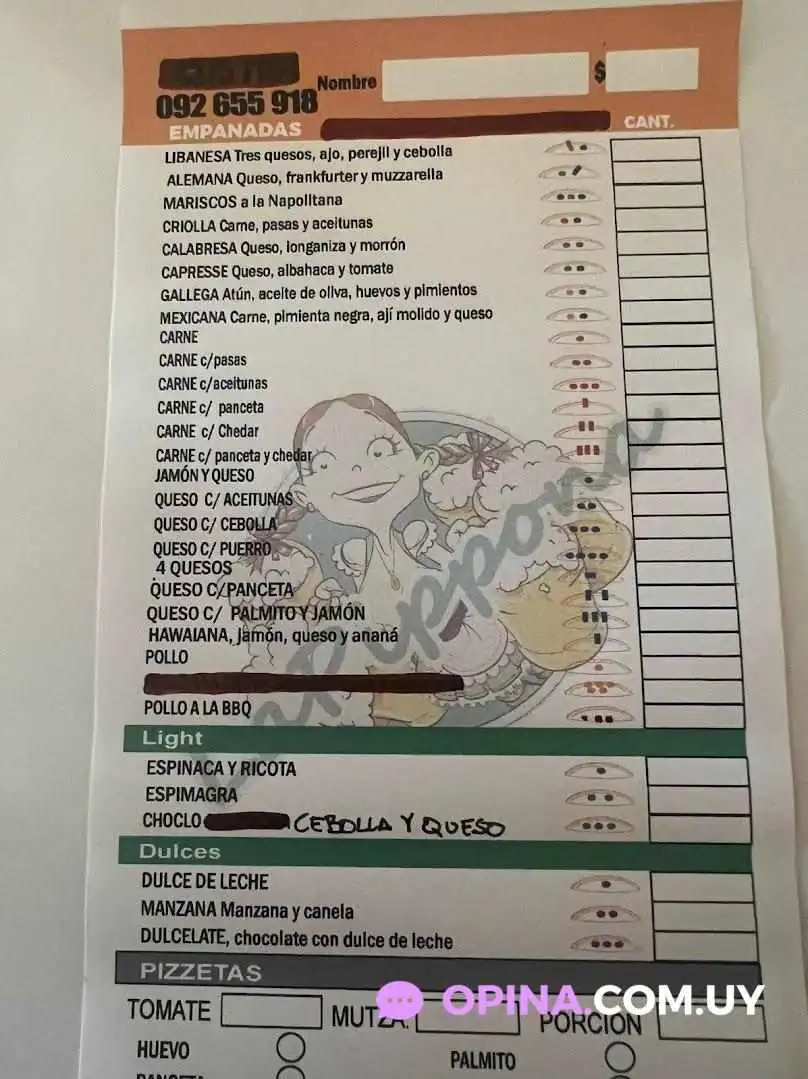 Nombre
$
092 655 918
EMPANADAS
CANT.
LIBANESA Tres quesos, ajo, perejil y cebolla
ALEMANA Queso, frankfurter y muzzarella
MARISCOS a la Napolitana
CRIOLLA Carne, pasas y aceitunas
CALABRESA Queso, longaniza y morrón
CAPRESSE Queso, albahaca y tomate
GALLEGA Atún, aceite de oliva, huevos y pimientos
MEXICANA Carne, pimienta negra, ají molido y queso
CARNE
CARNE c/pasas
CARNE c/aceitunas
CARNE c/ panceta
CARNE c/ Chedar
CARNE c/ panceta y chedar
JAMÓN Y QUESO
QUESO C/ ACEITUNAS
QUESO C/ CEBOLLA
QUESO C/ PUERRO
4 QUESOS
QUESO C/PANCETA
QUESO C/ PALMITO Y JAMÓN
HAWAIANA, jamón, queso y ananá
POLLO
POLLO A LA BBQ
La Puppona
Light
ESPINACA Y RICOTA
ESPIMAGRA
CHOCLO CEBOLLA Y QUESO
Dulces
DULCE DE LECHE
MANZANA Manzana y canela
DULCELATE, chocolate con dulce de leche
PIZZETAS
OPINA.COM.UY
TOMATE MUTZA. PORCION
HUEVO PALMITO
PANCETA